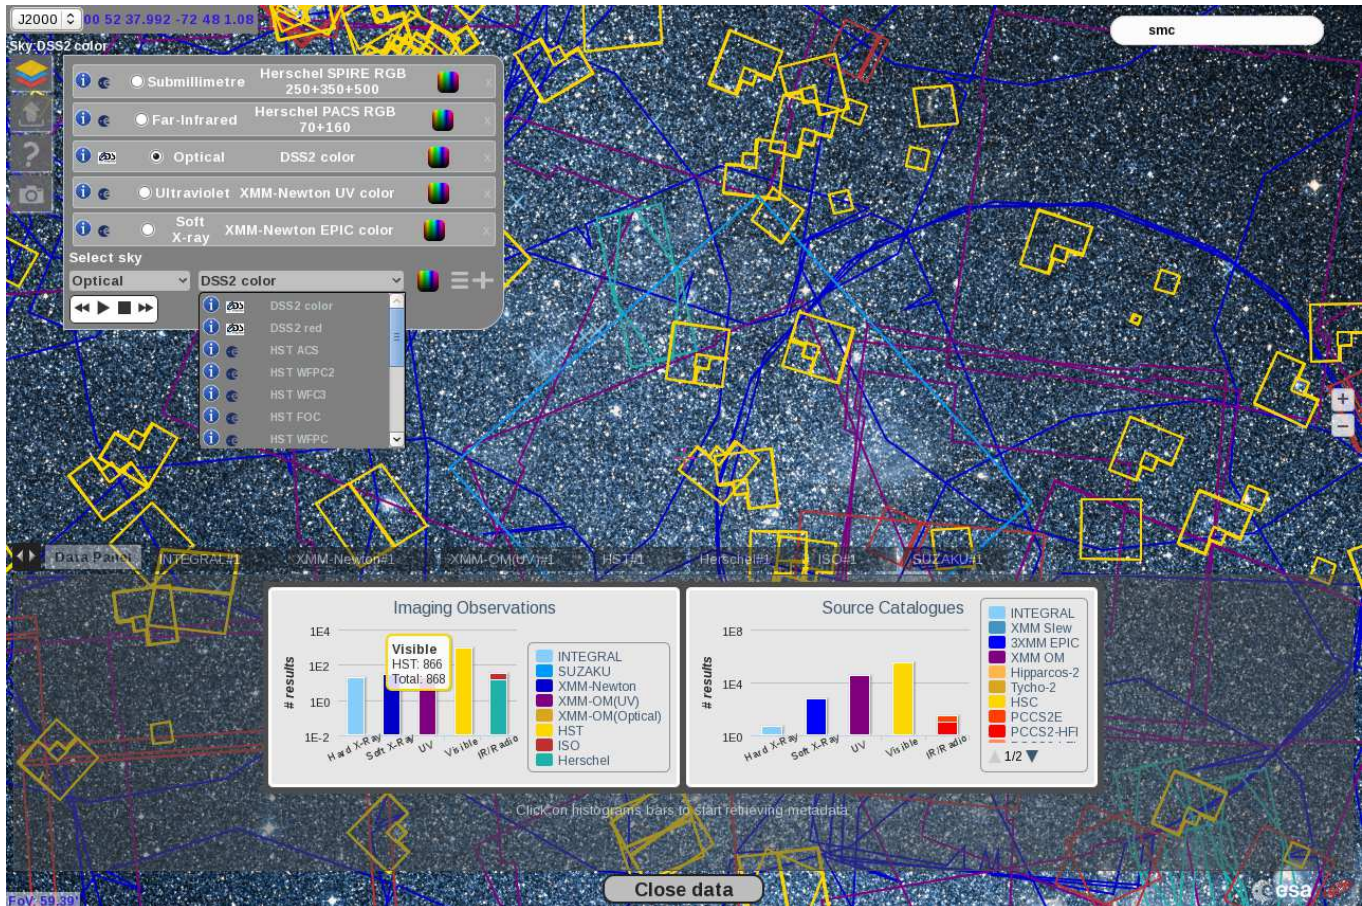 J2000 00 52 37.992 -72 48 1.08
smc
Sky:DSS2 color
Submillimetre Herschel SPIRE RGB 250+350+500
Far-Infrared Herschel PACS RGB 70+160
Optical DSS2 color
Ultraviolet XMM-Newton UV color
Soft X-ray XMM-Newton EPIC color
Select sky
Optical DSS2 color
DSS2 color
DSS2 red
HST ACS
HST WFPC2
HST WFC3
HST FOC
HST WFPC
+
−
Data Panel INTEGRAL#1 XMM-Newton#1 XMM-OM(UV)#1 HST#1 Herschel#1 ISO#1 SUZAKU#1
Imaging Observations
# results
1E4
1E2
1E0
1E-2
Visible
HST: 866
Total: 868
Hard X-Ray
Soft X-Ray
UV
Visible
IR/Radio
INTEGRAL
SUZAKU
XMM-Newton
XMM-OM(UV)
XMM-OM(Optical)
HST
ISO
Herschel
Source Catalogues
# results
1E8
1E4
1E0
Hard X-Ray
Soft X-Ray
UV
Visible
IR/Radio
INTEGRAL
XMM Slew
3XMM EPIC
XMM OM
Hipparcos-2
Tycho-2
HSC
PCCS2E
PCCS2-HFI
1/2
Click on histograms bars to start retrieving metadata
Close data
FoV: 59.39'
esa